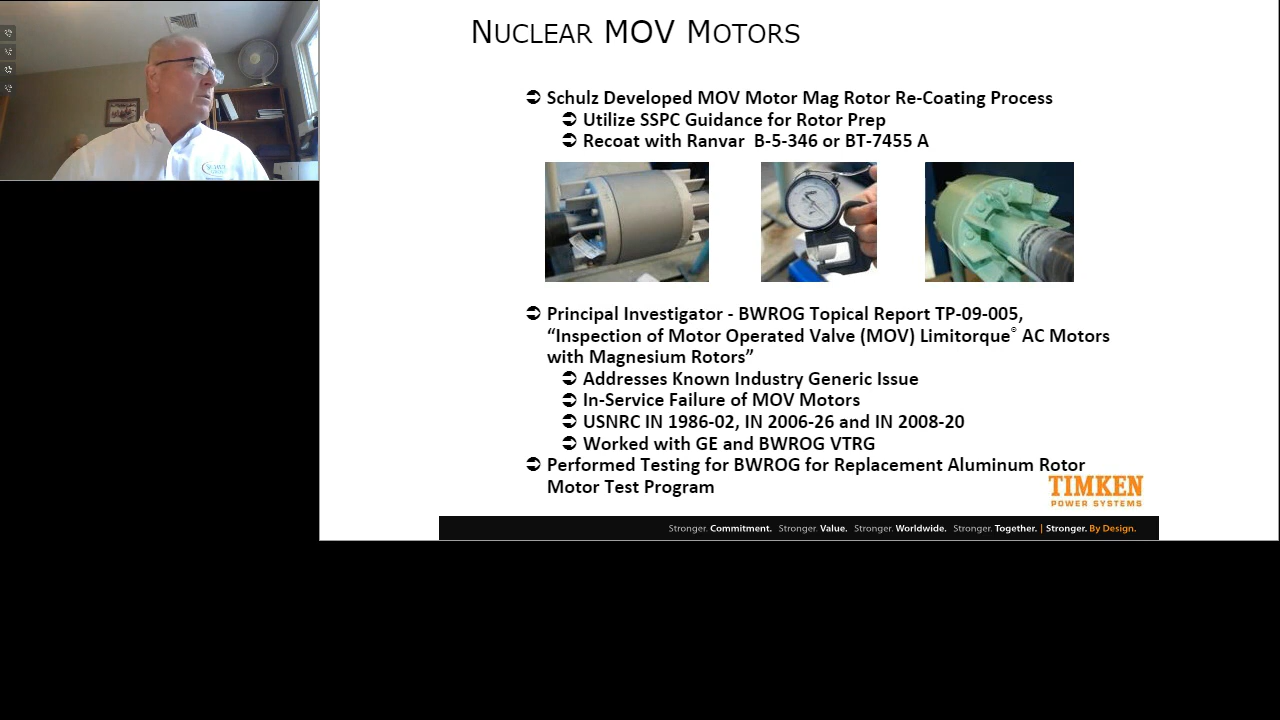 NUCLEAR MOV MOTORS
Schulz Developed MOV Motor Mag Rotor Re-Coating Process
Utilize SSPC Guidance for Rotor Prep
Recoat with Ranvar B-5-346 or BT-7455 A
Principal Investigator - BWROG Topical Report TP-09-005,
“Inspection of Motor Operated Valve (MOV) Limitorque® AC Motors
with Magnesium Rotors”
Addresses Known Industry Generic Issue
In-Service Failure of MOV Motors
USNRC IN 1986-02, IN 2006-26 and IN 2008-20
Worked with GE and BWROG VTRG
Performed Testing for BWROG for Replacement Aluminum Rotor
Motor Test Program
TIMKEN
POWER SYSTEMS
Stronger. Commitment. Stronger. Value. Stronger. Worldwide. Stronger. Together. | Stronger. By Design.